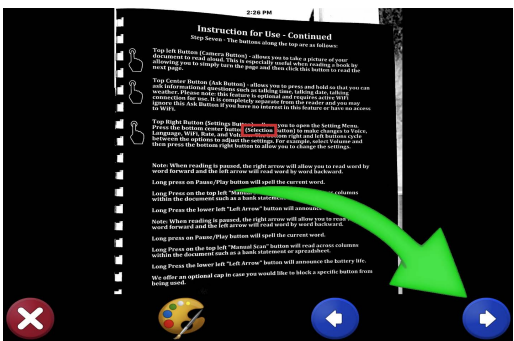 2:26 PM
Instruction for Use - Continued
Step Seven - The buttons along the top are as follows:
Top left Button (Camera Button) - allows you to take a picture of your
document to read aloud. This is especially useful when reading a book by
allowing you to simply turn the page and then click this button to read the
next page.
Top Center Button (Ask Button) - allows you to press and hold so that you can
ask informational questions such as talking time, talking date, talking
weather. Please note: this feature is optional and requires active WiFi
connection for use. It is completely separate from the reader and you may
ignore this Ask Button if you have no interest in this feature or have no access
to WiFi.
Top Right Button (Settings Button) you to open the Setting Menu.
Press the bottom center button (Selection button) to make changes to Voice,
Language, WiFi, Rate, and bottom right and left buttons cycle
between the options to adjust the settings. For example, select Volume and
then press the bottom right button to allow you to change the settings.
Note: When reading is paused, the right arrow will allow you to read word by
word forward and the left arrow will read word by word backward.
Long press on Pause/Play button will spell the current word.
Long Press on the top left columns
within the document such as a bank
Long Press the lower left "Left Arrow" button will
Note: When reading is paused, the right arrow will allow you to read
word forward and the left arrow will read word by word
Long press on Pause/Play button will spell the current word.
Long Press on the top left "Manual Scan" button will read across columns
within the document such as a bank statement or spreadsheet.
Long Press the lower left "Left Arrow" button will announce the battery life.
We offer an optional cap in case you would like to block a specific button from
being used.